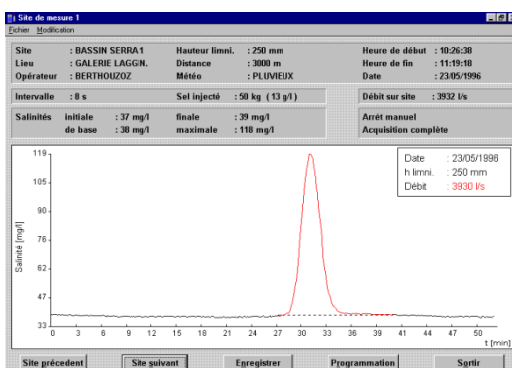 Site de mesure 1
Fichier Modification
Site : BASSIN SERRA1 Hauteur limni. : 250 mm Heure de début : 10:26:38
Lieu : GALERIE LAGGIN. Distance : 3000 m Heure de fin : 11:19:18
Opérateur : BERTHOUZOZ Météo : PLUVIEUX Date : 23/05/1996
Intervalle : 8 s Sel injecté : 50 kg ( 13 g/l ) Débit sur site : 3932 l/s
Salinités initiale : 37 mg/l finale : 39 mg/l Arrêt manuel
de base : 38 mg/l maximale : 118 mg/l Acquisition complète
Date : 23/05/1996
h limni. : 250 mm
Débit : 3930 l/s
Salinité [mg/l]
119
105
90
76
62
47
33
0 3 6 9 12 15 18 21 24 27 30 33 36 39 41 44 47 50
t [min]
Site précedent Site suivant Enregistrer Programmation Sortir